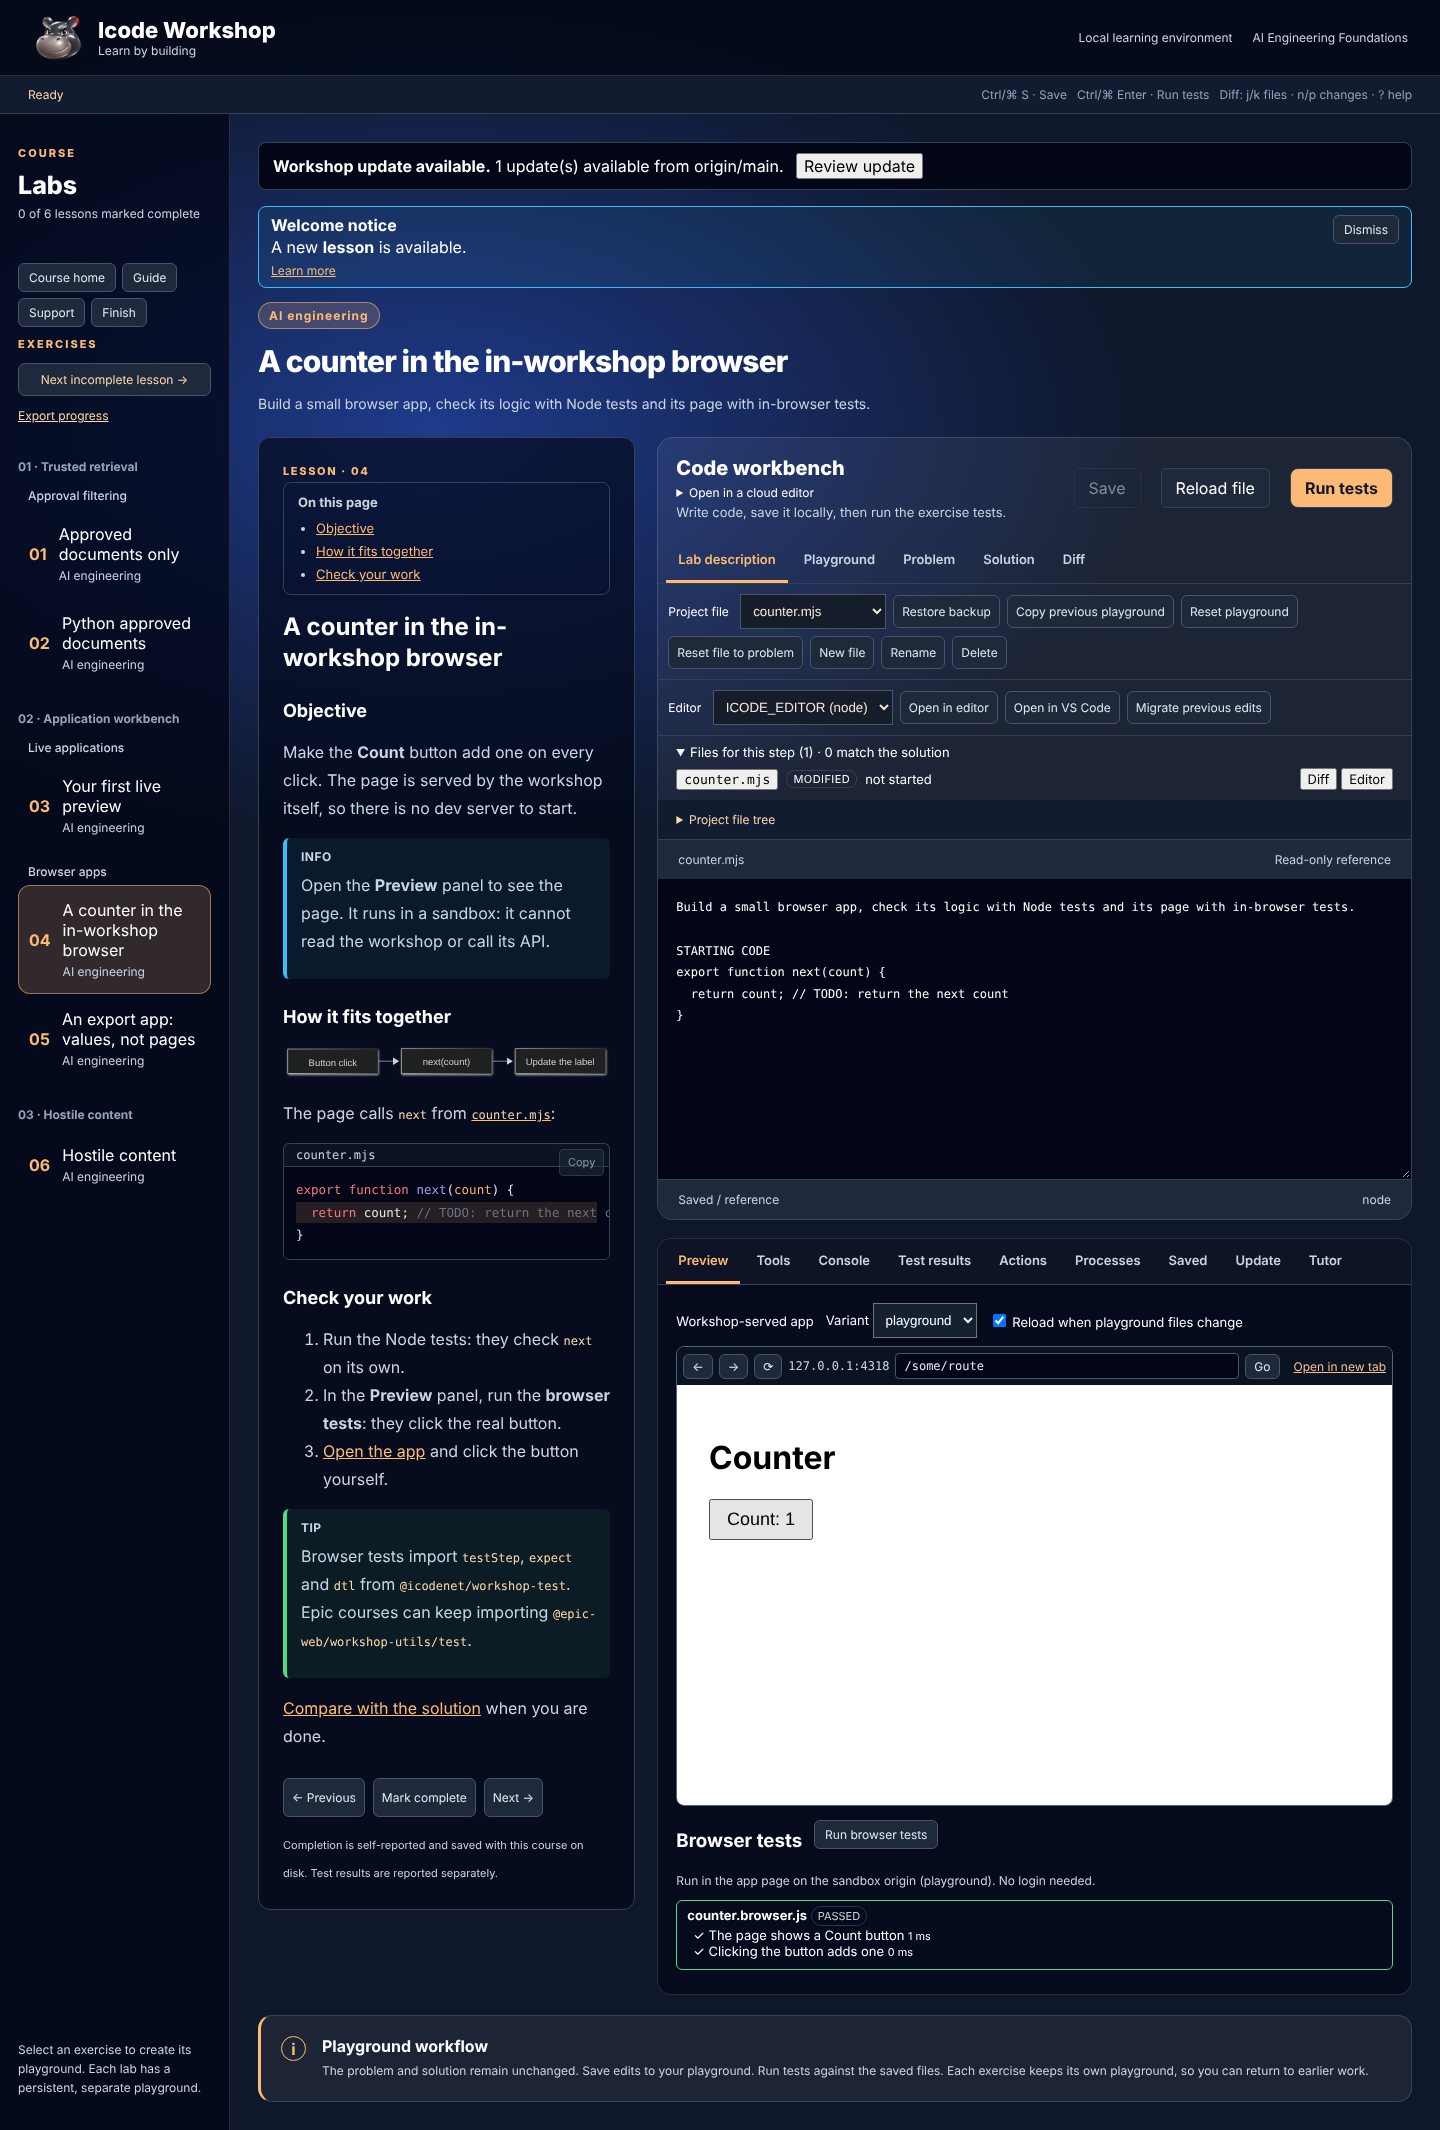 Icode Workshop
Learn by building
Local learning environment
AI Engineering Foundations
Ready
Ctrl/⌘ S · Save
Ctrl/⌘ Enter · Run tests
Diff: j/k files · n/p changes · ? help
COURSE
Labs
0 of 6 lessons marked complete
Course home
Guide
Support
Finish
EXERCISES
Next incomplete lesson →
Export progress
01 · Trusted retrieval
Approval filtering
01
Approved
documents only
AI engineering
02
Python approved
documents
AI engineering
02 · Application workbench
Live applications
03
Your first live
preview
AI engineering
Browser apps
04
A counter in the
in-workshop
browser
AI engineering
05
An export app:
values, not pages
AI engineering
03 · Hostile content
06
Hostile content
AI engineering
Select an exercise to create its
playground. Each lab has a
persistent, separate playground.
Workshop update available. 1 update(s) available from origin/main.
Review update
Welcome notice
A new lesson is available.
Learn more
Dismiss
AI engineering
A counter in the in-workshop browser
Build a small browser app, check its logic with Node tests and its page with in-browser tests.
LESSON · 04
On this page
• Objective
• How it fits together
• Check your work
A counter in the in-
workshop browser
Objective
Make the Count button add one on every
click. The page is served by the workshop
itself, so there is no dev server to start.
INFO
Open the Preview panel to see the
page. It runs in a sandbox: it cannot
read the workshop or call its API.
How it fits together
Button click
next(count)
Update the label
The page calls next from counter.mjs:
counter.mjs
Copy
export function next(count) {
return count; // TODO: return the next c
}
Check your work
1. Run the Node tests: they check next
on its own.
2. In the Preview panel, run the browser
tests: they click the real button.
3. Open the app and click the button
yourself.
TIP
Browser tests import testStep, expect
and dtl from @icodenet/workshop-test.
Epic courses can keep importing @epic-
web/workshop-utils/test.
Compare with the solution when you are
done.
← Previous
Mark complete
Next →
Completion is self-reported and saved with this course on
disk. Test results are reported separately.
Code workbench
▶ Open in a cloud editor
Write code, save it locally, then run the exercise tests.
Save
Reload file
Run tests
Lab description
Playground
Problem
Solution
Diff
Project file
counter.mjs
Restore backup
Copy previous playground
Reset playground
Reset file to problem
New file
Rename
Delete
Editor
ICODE_EDITOR (node)
Open in editor
Open in VS Code
Migrate previous edits
▼ Files for this step (1) · 0 match the solution
counter.mjs
MODIFIED
not started
Diff
Editor
▶ Project file tree
counter.mjs
Read-only reference
Build a small browser app, check its logic with Node tests and its page with in-browser tests.
STARTING CODE
export function next(count) {
return count; // TODO: return the next count
}
Saved / reference
node
Preview
Tools
Console
Test results
Actions
Processes
Saved
Update
Tutor
Workshop-served app
Variant
playground
Reload when playground files change
←
→
⟳
127.0.0.1:4318
/some/route
Go
Open in new tab
Counter
Count: 1
Browser tests
Run browser tests
Run in the app page on the sandbox origin (playground). No login needed.
counter.browser.js PASSED
✓ The page shows a Count button 1 ms
✓ Clicking the button adds one 0 ms
i
Playground workflow
The problem and solution remain unchanged. Save edits to your playground. Run tests against the saved files. Each exercise keeps its own playground, so you can return to earlier work.